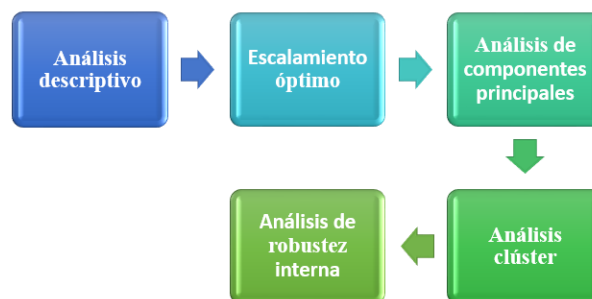 Análisis
descriptivo
Escalamiento
óptimo
Análisis de
componentes
principales
Análisis
clúster
Análisis de
robustez
interna